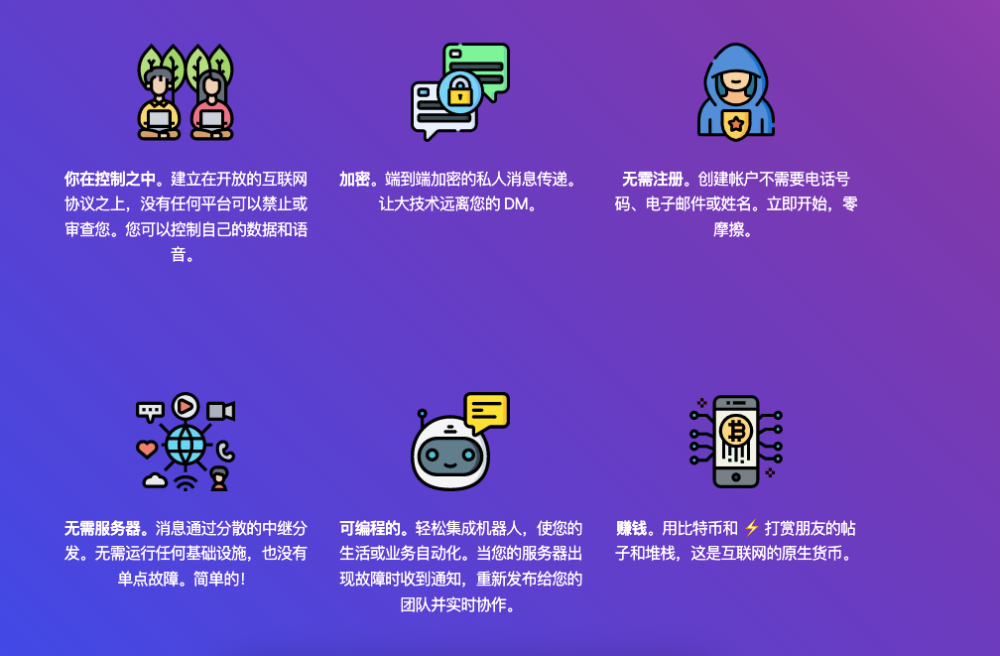 你在控制之中。建立在开放的互联网
协议之上，没有任何平台可以禁止或
审查您。您可以控制自己的数据和语
音。
加密。端到端加密的私人消息传递。
让大技术远离您的 DM。
无需注册。创建帐户不需要电话号
码、电子邮件或姓名。立即开始，零
摩擦。
无需服务器。消息通过分散的中继分
发。无需运行任何基础设施，也没有
单点故障。简单的！
可编程的。轻松集成机器人，使您的
生活或业务自动化。当您的服务器出
现故障时收到通知，重新发布给您的
团队并实时协作。
赚钱。用比特币和 ⚡ 打赏朋友的帖
子和堆栈，这是互联网的原生货币。